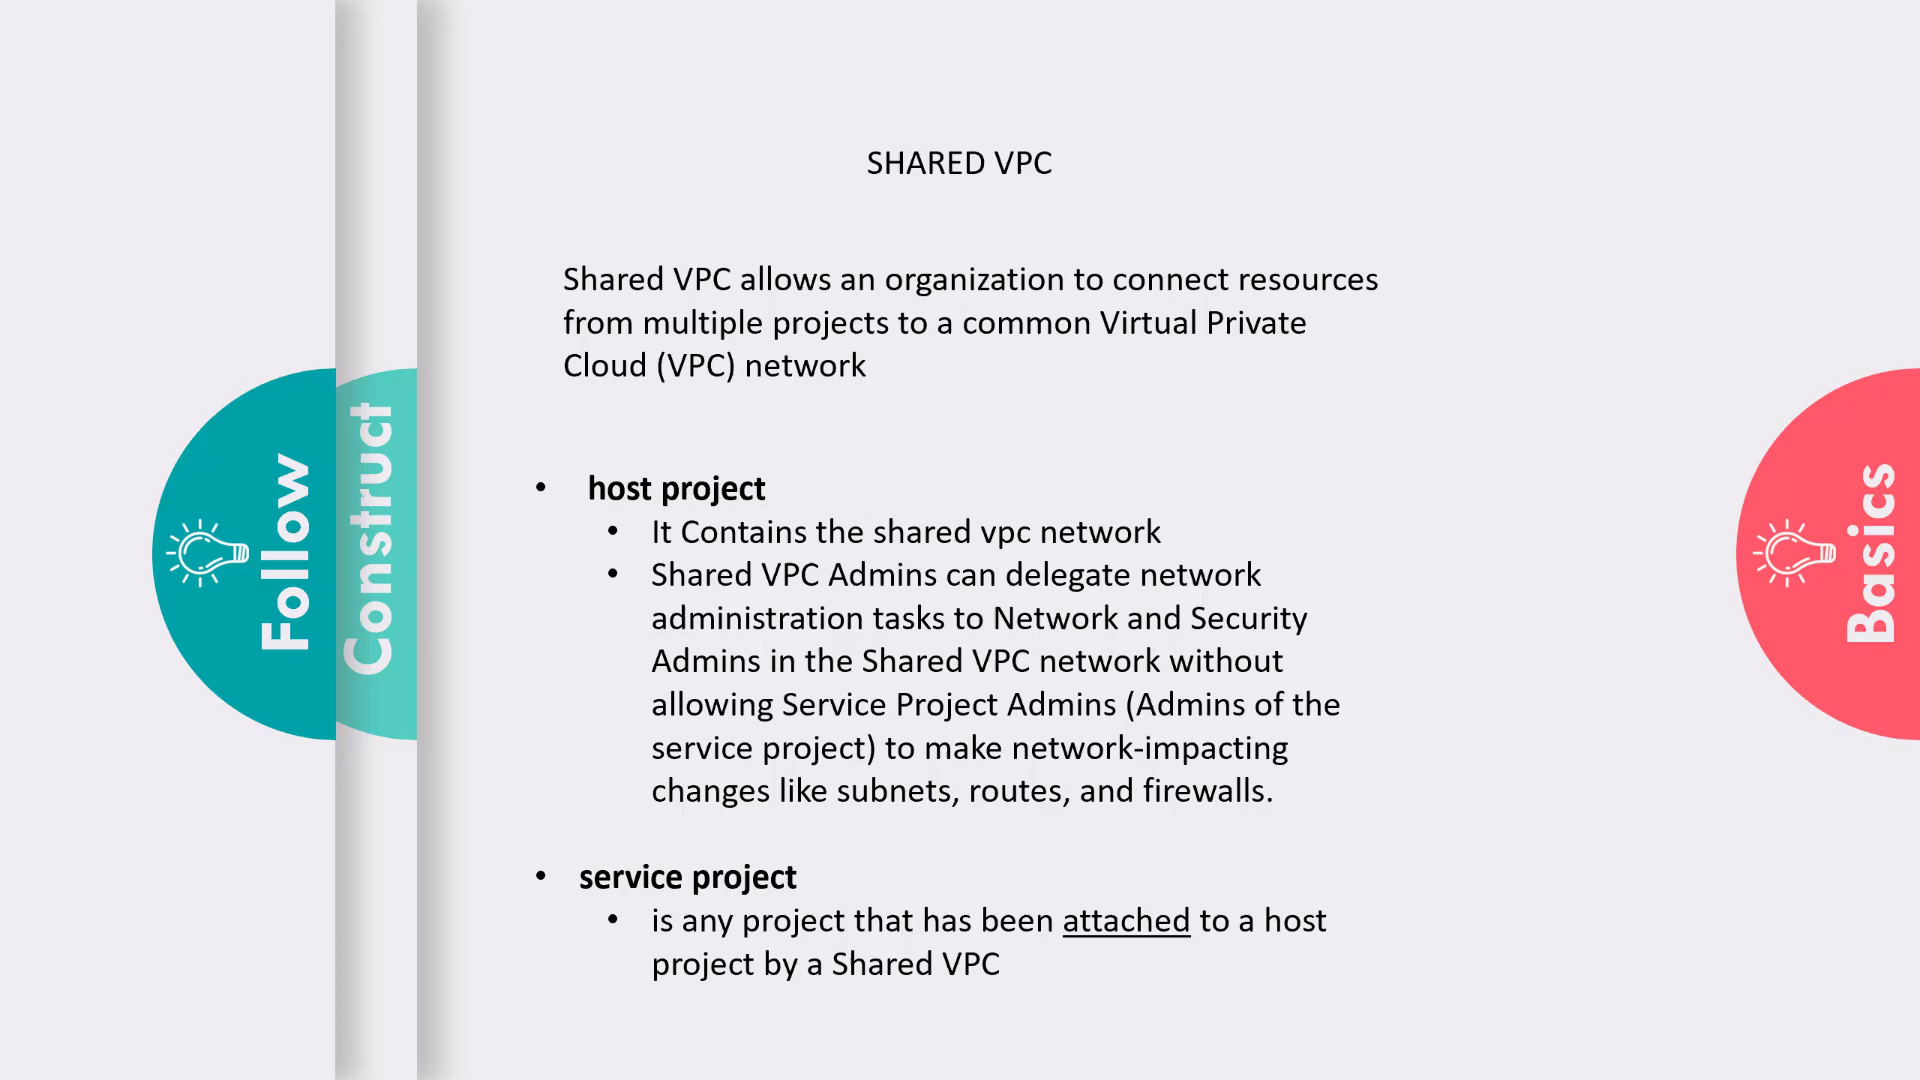 SHARED VPC
Shared VPC allows an organization to connect resources
from multiple projects to a common Virtual Private
Cloud (VPC) network
• host project
• It Contains the shared vpc network
• Shared VPC Admins can delegate network
administration tasks to Network and Security
Admins in the Shared VPC network without
allowing Service Project Admins (Admins of the
service project) to make network-impacting
changes like subnets, routes, and firewalls.
• service project
• is any project that has been attached to a host
project by a Shared VPC
Follow
Construct
Basics